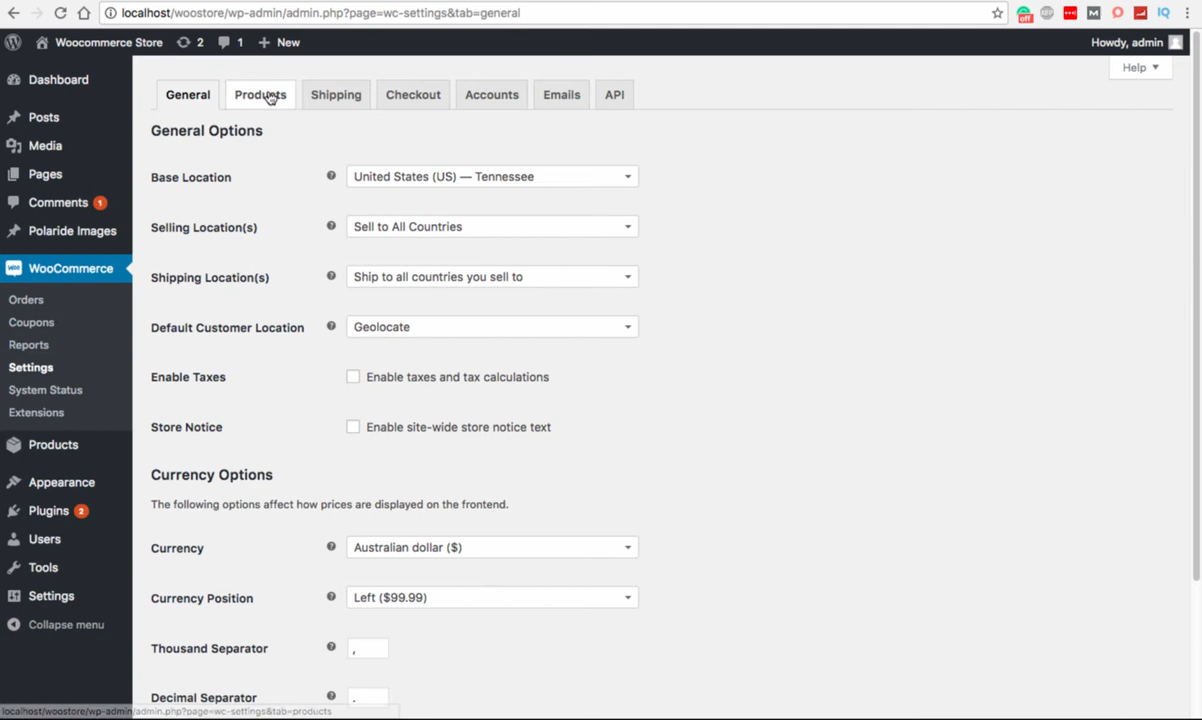 localhost/woostore/wp-admin/admin.php?page=wc-settings&tab=general
off
ABP
M
IQ
Woocommerce Store
2
1
New
Howdy, admin
Help
Dashboard
Posts
Media
Pages
Comments 1
Polaride Images
WooCommerce
Orders
Coupons
Reports
Settings
System Status
Extensions
Products
Appearance
Plugins 2
Users
Tools
Settings
Collapse menu
General Products Shipping Checkout Accounts Emails API
General Options
Base Location United States (US) — Tennessee
Selling Location(s) Sell to All Countries
Shipping Location(s) Ship to all countries you sell to
Default Customer Location Geolocate
Enable Taxes Enable taxes and tax calculations
Store Notice Enable site-wide store notice text
Currency Options
The following options affect how prices are displayed on the frontend.
Currency Australian dollar ($)
Currency Position Left ($99.99)
Thousand Separator ,
Decimal Separator .
localhost/woostore/wp-admin/admin.php?page=wc-settings&tab=products